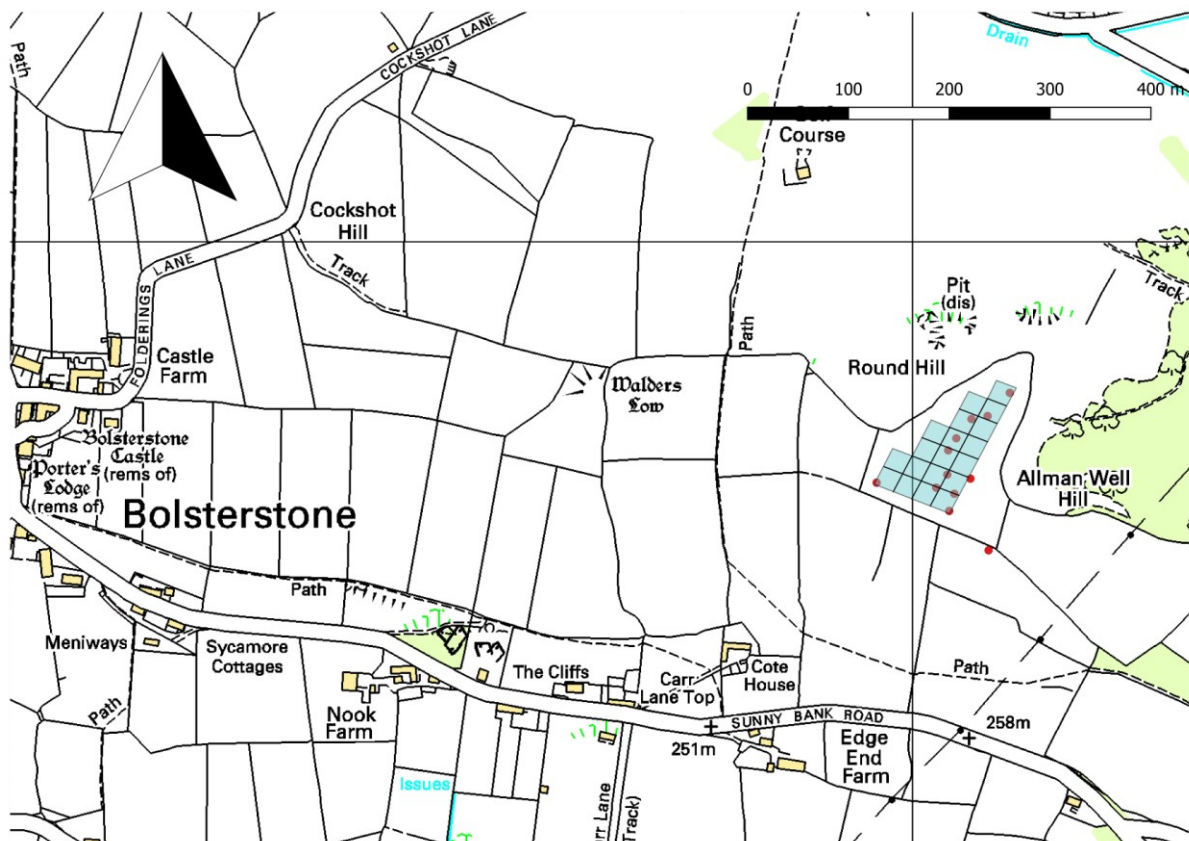 Path
COCKSHOT LANE
Drain
0 100 200 300 400 m
Golf
Course
Cockshot
Hill
Track
FOLDERINGS LANE
Castle
Farm
Path
Pit
(dis)
Track
Round Hill
Walders
Low
Bolsterstone
Castle
(rems of)
Porter's
Lodge
(rems of)
Allman Well
Hill
Bolsterstone
Path
Meniways
Sycamore
Cottages
The Cliffs
Carr
Lane Top
Cote
House
Path
Path
Nook
Farm
SUNNY BANK ROAD
251m
258m
Edge
End
Farm
Issues
arr Lane
Track)